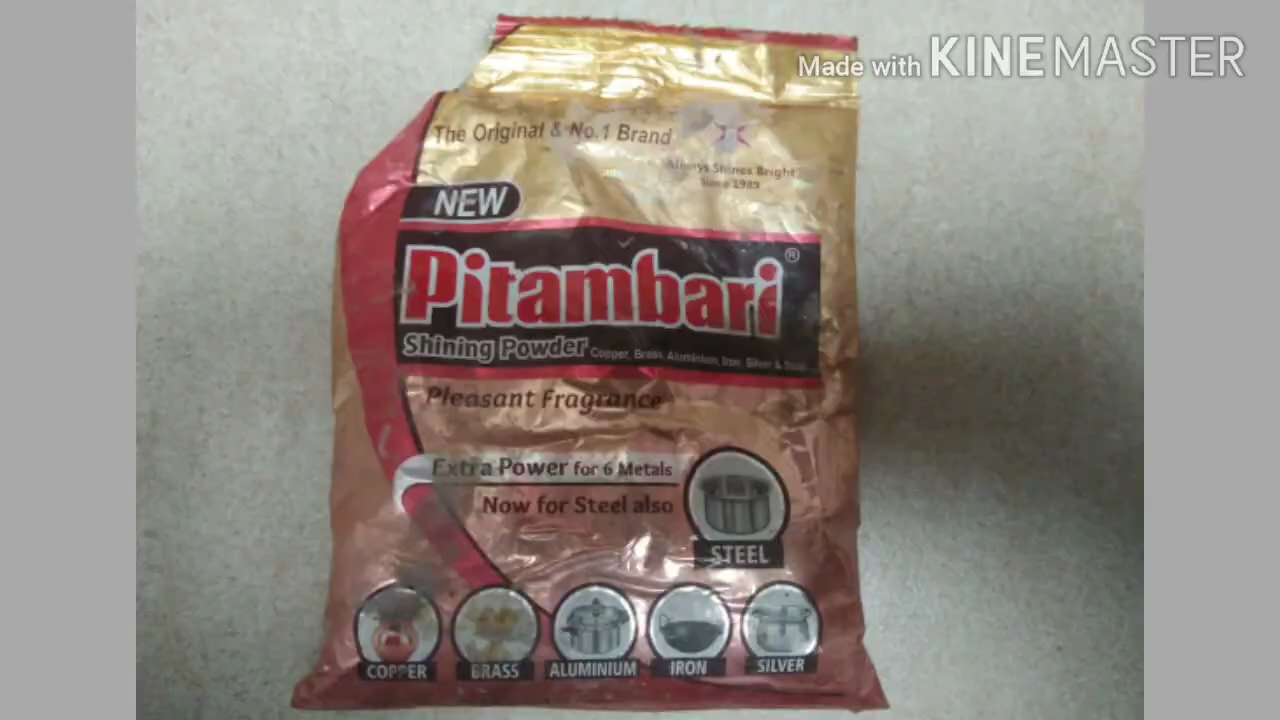 Made with KINEMASTER
The Original & No.1 Brand
Always Shines Bright
Since 1989
NEW
Pitambari®
Shining Powder Copper, Brass, Aluminium, Iron, Silver & Steel
Pleasant Fragrance
Extra Power for 6 Metals
Now for Steel also
STEEL
COPPER
BRASS
ALUMINIUM
IRON
SILVER